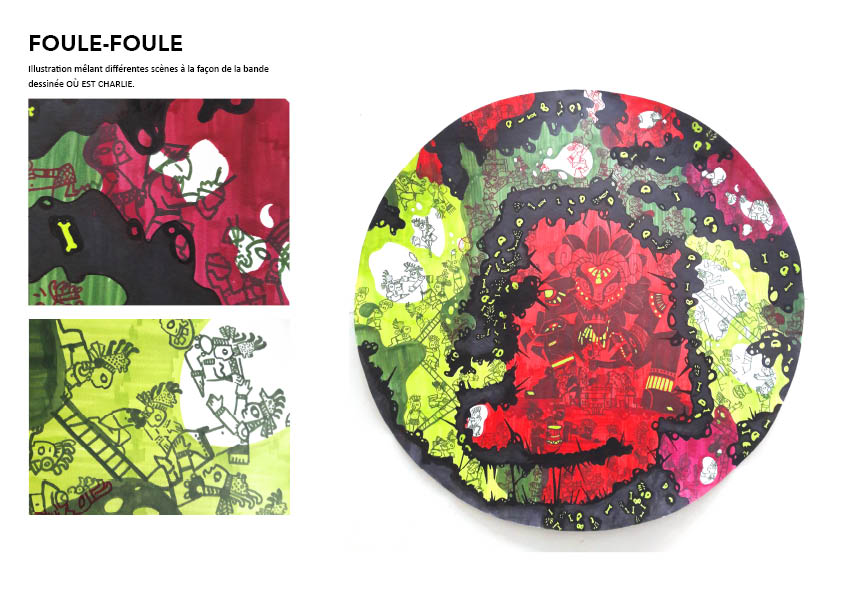 FOULE-FOULE
Illustration mêlant différentes scènes à la façon de la bande
dessinée OÙ EST CHARLIE.